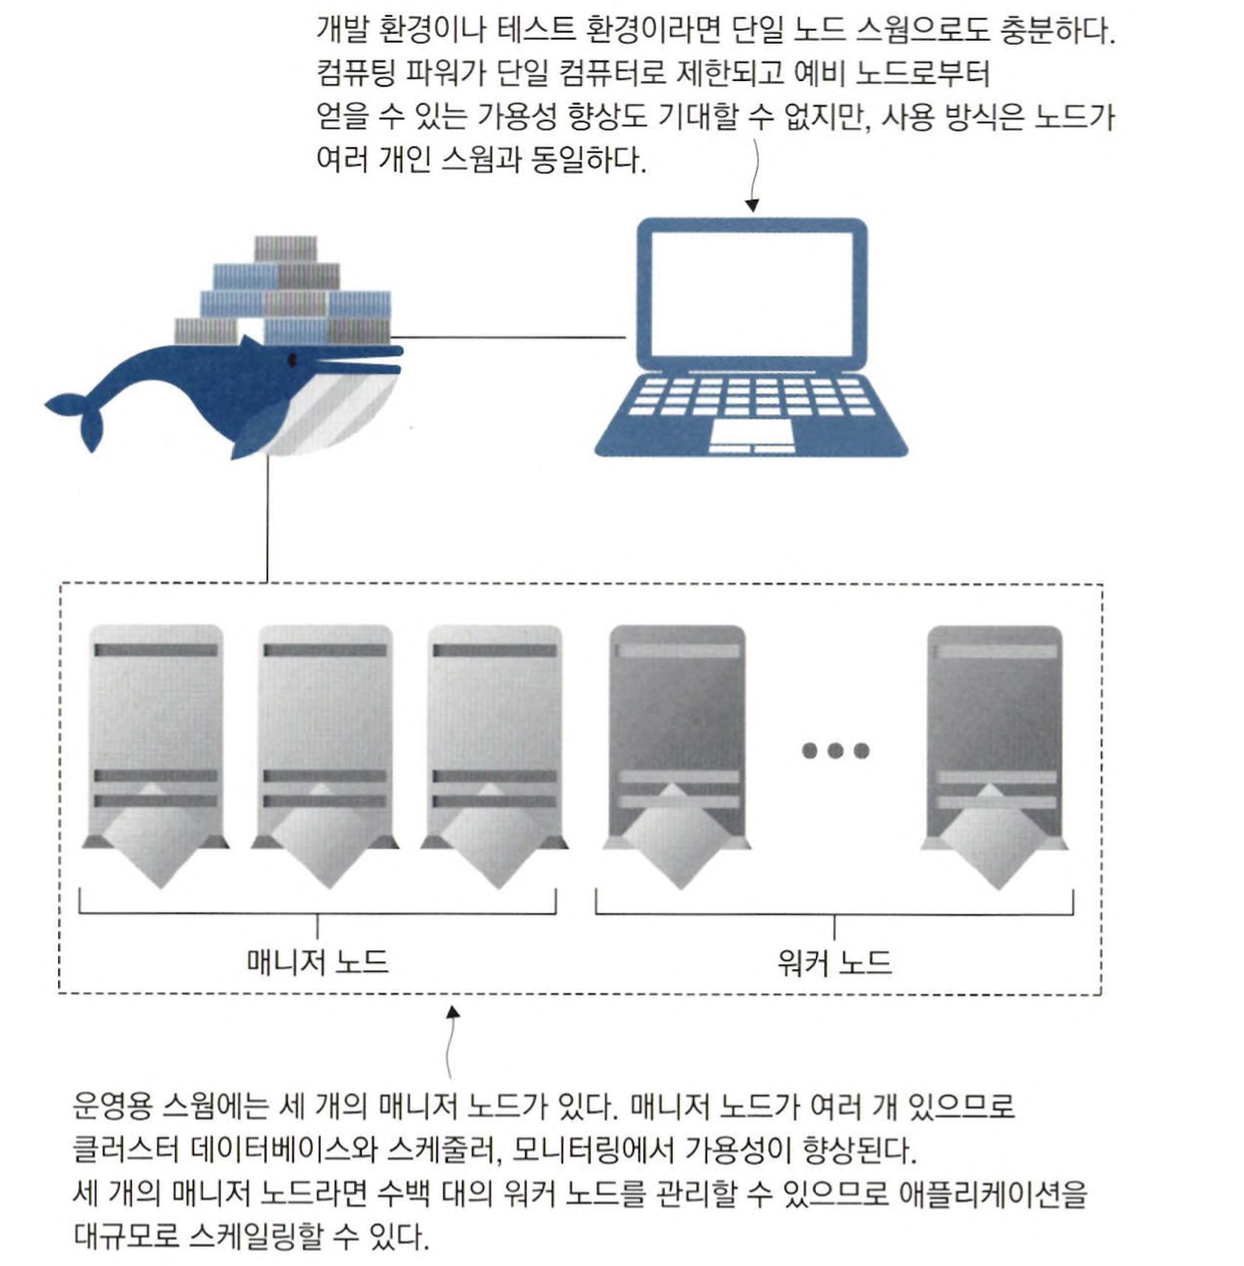 개발 환경이나 테스트 환경이라면 단일 노드 스웜으로도 충분하다.
컴퓨팅 파워가 단일 컴퓨터로 제한되고 예비 노드로부터
얻을 수 있는 가용성 향상도 기대할 수 없지만, 사용 방식은 노드가
여러 개인 스웜과 동일하다.
매니저 노드
워커 노드
운영용 스웜에는 세 개의 매니저 노드가 있다. 매니저 노드가 여러 개 있으므로
클러스터 데이터베이스와 스케줄러, 모니터링에서 가용성이 향상된다.
세 개의 매니저 노드라면 수백 대의 워커 노드를 관리할 수 있으므로 애플리케이션을
대규모로 스케일링할 수 있다.